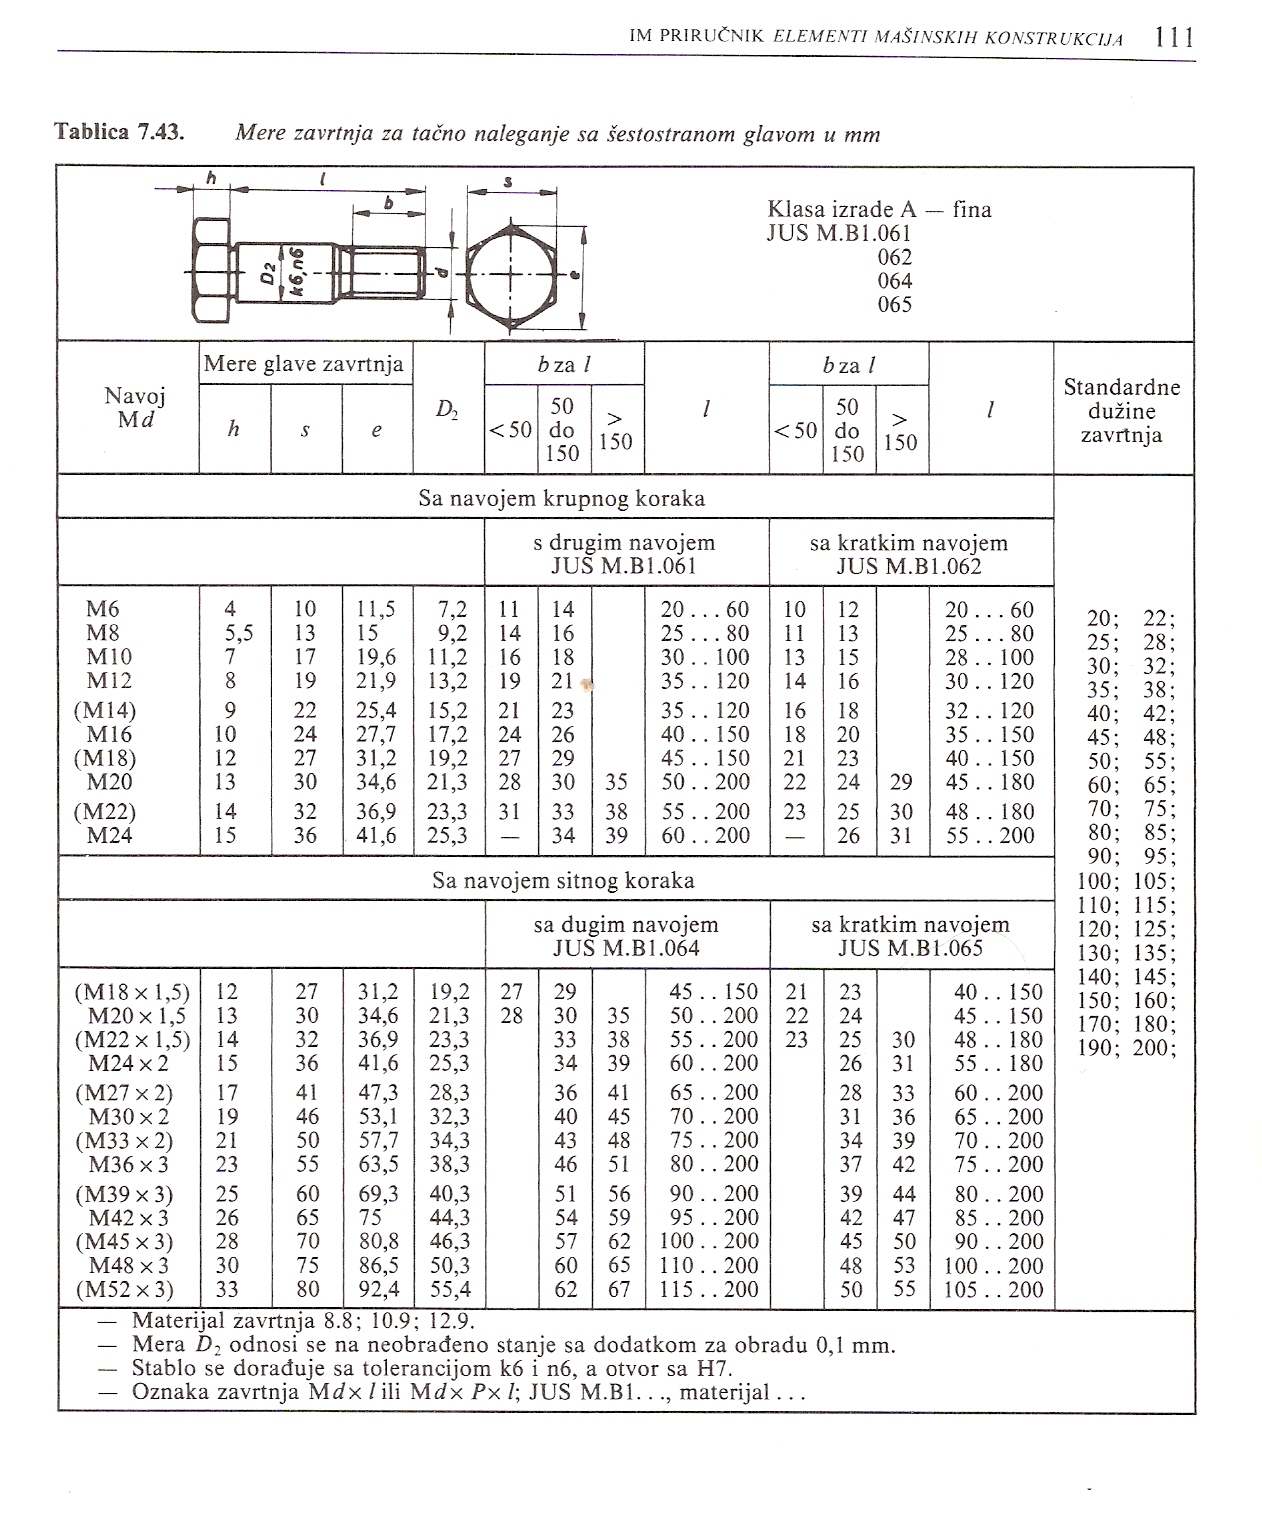 IM PRIRUČNIK ELEMENTI MAŠINSKIH KONSTRUKCIJA 111
Tablica 7.43. Mere zavrtnja za tačno naleganje sa šestostranom glavom u mm
h l s
b
D2 k6,n6 d e
Klasa izrade A — fina
JUS M.B1.061
062
064
065
Navoj Md
Mere glave zavrtnja
h s e
D2
b za l
<50 50 do 150 > 150
l
b za l
<50 50 do 150 > 150
l
Standardne
dužine
zavrtnja
Sa navojem krupnog koraka
s drugim navojem sa kratkim navojem
JUS M.B1.061 JUS M.B1.062
M6 4 10 11,5 7,2 11 14 20 . . . 60 10 12 20 . . . 60
M8 5,5 13 15 9,2 14 16 25 . . . 80 11 13 25 . . . 80
M10 7 17 19,6 11,2 16 18 30 . . 100 13 15 28 . . 100
M12 8 19 21,9 13,2 19 21 35 . . 120 14 16 30 . . 120
(M14) 9 22 25,4 15,2 21 23 35 . . 120 16 18 32 . . 120
M16 10 24 27,7 17,2 24 26 40 . . 150 18 20 35 . . 150
(M18) 12 27 31,2 19,2 27 29 45 . . 150 21 23 40 . . 150
M20 13 30 34,6 21,3 28 30 35 50 . . 200 22 24 29 45 . . 180
(M22) 14 32 36,9 23,3 31 33 38 55 . . 200 23 25 30 48 . . 180
M24 15 36 41,6 25,3 — 34 39 60 . . 200 — 26 31 55 . . 200
Sa navojem sitnog koraka
sa dugim navojem sa kratkim navojem
JUS M.B1.064 JUS M.B1.065
(M18 x 1,5) 12 27 31,2 19,2 27 29 45 . . 150 21 23 40 . . 150
M20 x 1,5 13 30 34,6 21,3 28 30 35 50 . . 200 22 24 45 . . 150
(M22 x 1,5) 14 32 36,9 23,3 33 38 55 . . 200 23 25 30 48 . . 180
M24 x 2 15 36 41,6 25,3 34 39 60 . . 200 26 31 55 . . 180
(M27 x 2) 17 41 47,3 28,3 36 41 65 . . 200 28 33 60 . . 200
M30 x 2 19 46 53,1 32,3 40 45 70 . . 200 31 36 65 . . 200
(M33 x 2) 21 50 57,7 34,3 43 48 75 . . 200 34 39 70 . . 200
M36 x 3 23 55 63,5 38,3 46 51 80 . . 200 37 42 75 . . 200
(M39 x 3) 25 60 69,3 40,3 51 56 90 . . 200 39 44 80 . . 200
M42 x 3 26 65 75 44,3 54 59 95 . . 200 42 47 85 . . 200
(M45 x 3) 28 70 80,8 46,3 57 62 100 . . 200 45 50 90 . . 200
M48 x 3 30 75 86,5 50,3 60 65 110 . . 200 48 53 100 . . 200
(M52 x 3) 33 80 92,4 55,4 62 67 115 . . 200 50 55 105 . . 200
20; 22;
25; 28;
30; 32;
35; 38;
40; 42;
45; 48;
50; 55;
60; 65;
70; 75;
80; 85;
90; 95;
100; 105;
110; 115;
120; 125;
130; 135;
140; 145;
150; 160;
170; 180;
190; 200;
— Materijal zavrtnja 8.8; 10.9; 12.9.
— Mera D2 odnosi se na neobrađeno stanje sa dodatkom za obradu 0,1 mm.
— Stablo se dorađuje sa tolerancijom k6 i n6, a otvor sa H7.
— Oznaka zavrtnja Md x l ili Md x P x l; JUS M.B1. . ., materijal . . .